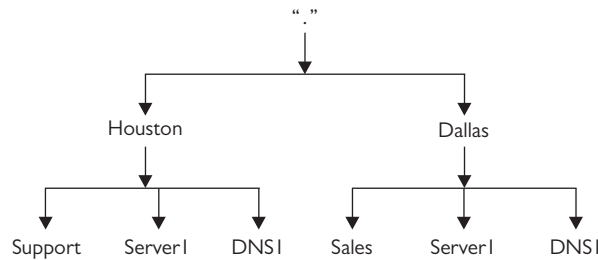 “.”
Houston Dallas
Support Server1 DNS1 Sales Server1 DNS1